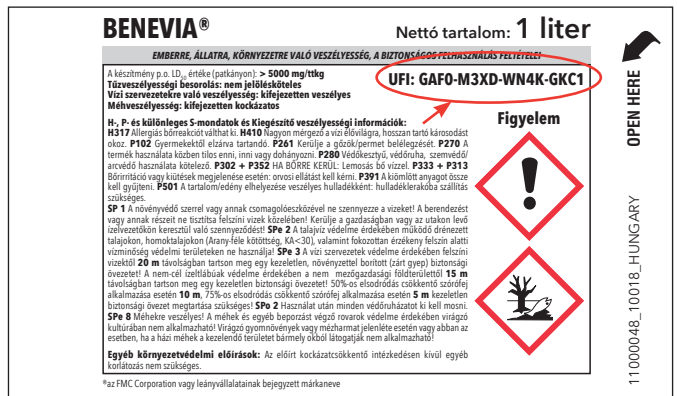 BENEVIA®
Nettó tartalom: 1 liter
EMBERRE, ÁLLATRA, KÖRNYEZETRE VALÓ VESZÉLYESSÉG, A BIZTONSÁGOS FELHASZNÁLÁS FELTÉTELEI
A készítmény p.o. LD50 értéke (patkányon): > 5000 mg/ttkg
Tűzveszélyességi besorolás: nem jelölésköteles
Vízi szervezetekre való veszélyesség: kifejezetten veszélyes
Méhveszélyesség: kifejezetten kockázatos
UFI: GAF0-M3XD-WN4K-GKC1
H-, P- és különleges S-mondatok és Kiegészítő veszélyességi információk:
H317 Allergiás bőrreakciót válthat ki. H410 Nagyon mérgező a vízi élővilágra, hosszan tartó károsodást
okoz. P102 Gyermekektől elzárva tartandó. P261 Kerülje a gőzök/permet belélegzését. P270 A
termék használata közben tilos enni, inni vagy dohányozni. P280 Védőkesztyű, védőruha, szemvédő/
arcvédő használata kötelező. P302 + P352 HA BŐRRE KERÜL: Lemosás bő vízzel. P333 + P313
Bőrirritáció vagy kiütések megjelenése esetén: orvosi ellátást kell kérni. P391 A kiömlött anyagot össze
kell gyűjteni. P501 A tartalom/edény elhelyezése veszélyes hulladékként: hulladéklerakóba szállítás
szükséges.
SP 1 A növényvédő szerrel vagy annak csomagolóeszközével ne szennyezze a vizeket! A berendezést
vagy annak részeit ne tisztítsa felszíni vizek közelében! Kerülje a gazdaságban vagy az utakon levő
ízelvezetőkön keresztül való szennyeződést! SPe 2 A talajvíz védelme érdekében működő drénezett
talajokon, homoktalajokon (Arany-féle kötöttség, KA<30), valamint fokozottan érzékeny felszín alatti
vízminőség védelmi területeken ne használja! SPe 3 A vízi szervezetek védelme érdekében felszíni
vizektől 20 m távolságban tartson meg egy kezeletlen, növényzettel borított (zárt gyep) biztonsági
övezetet! A nem-cél ízeltlábúak védelme érdekében a nem mezőgazdasági földterülettől 15 m
távolságban tartson meg egy kezeletlen biztonsági övezetet! 50%-os elsodródás csökkentő szórófej
alkalmazása esetén 10 m, 75%-os elsodródás csökkentő szórófej alkalmazása esetén 5 m kezeletlen
biztonsági övezet megtartása szükséges! SPo 2 Használat után minden védőruházatot ki kell mosni.
SPe 8 Méhekre veszélyes! A méhek és egyéb beporzást végző rovarok védelme érdekében virágzó
kultúrában nem alkalmazható! Virágzó gyomnövények vagy mézharmat jelenléte esetén vagy abban az
esetben, ha a házi méhek a kezelendő területet bármely okból látogatják nem alkalmazható!
Egyéb környezetvédelmi előírások: Az előírt kockázatcsökkentő intézkedésen kívül egyéb
korlátozás nem szükséges.
Figyelem
®az FMC Corporation vagy leányvállalatainak bejegyzett márkaneve
OPEN HERE
11000048_10018_HUNGARY